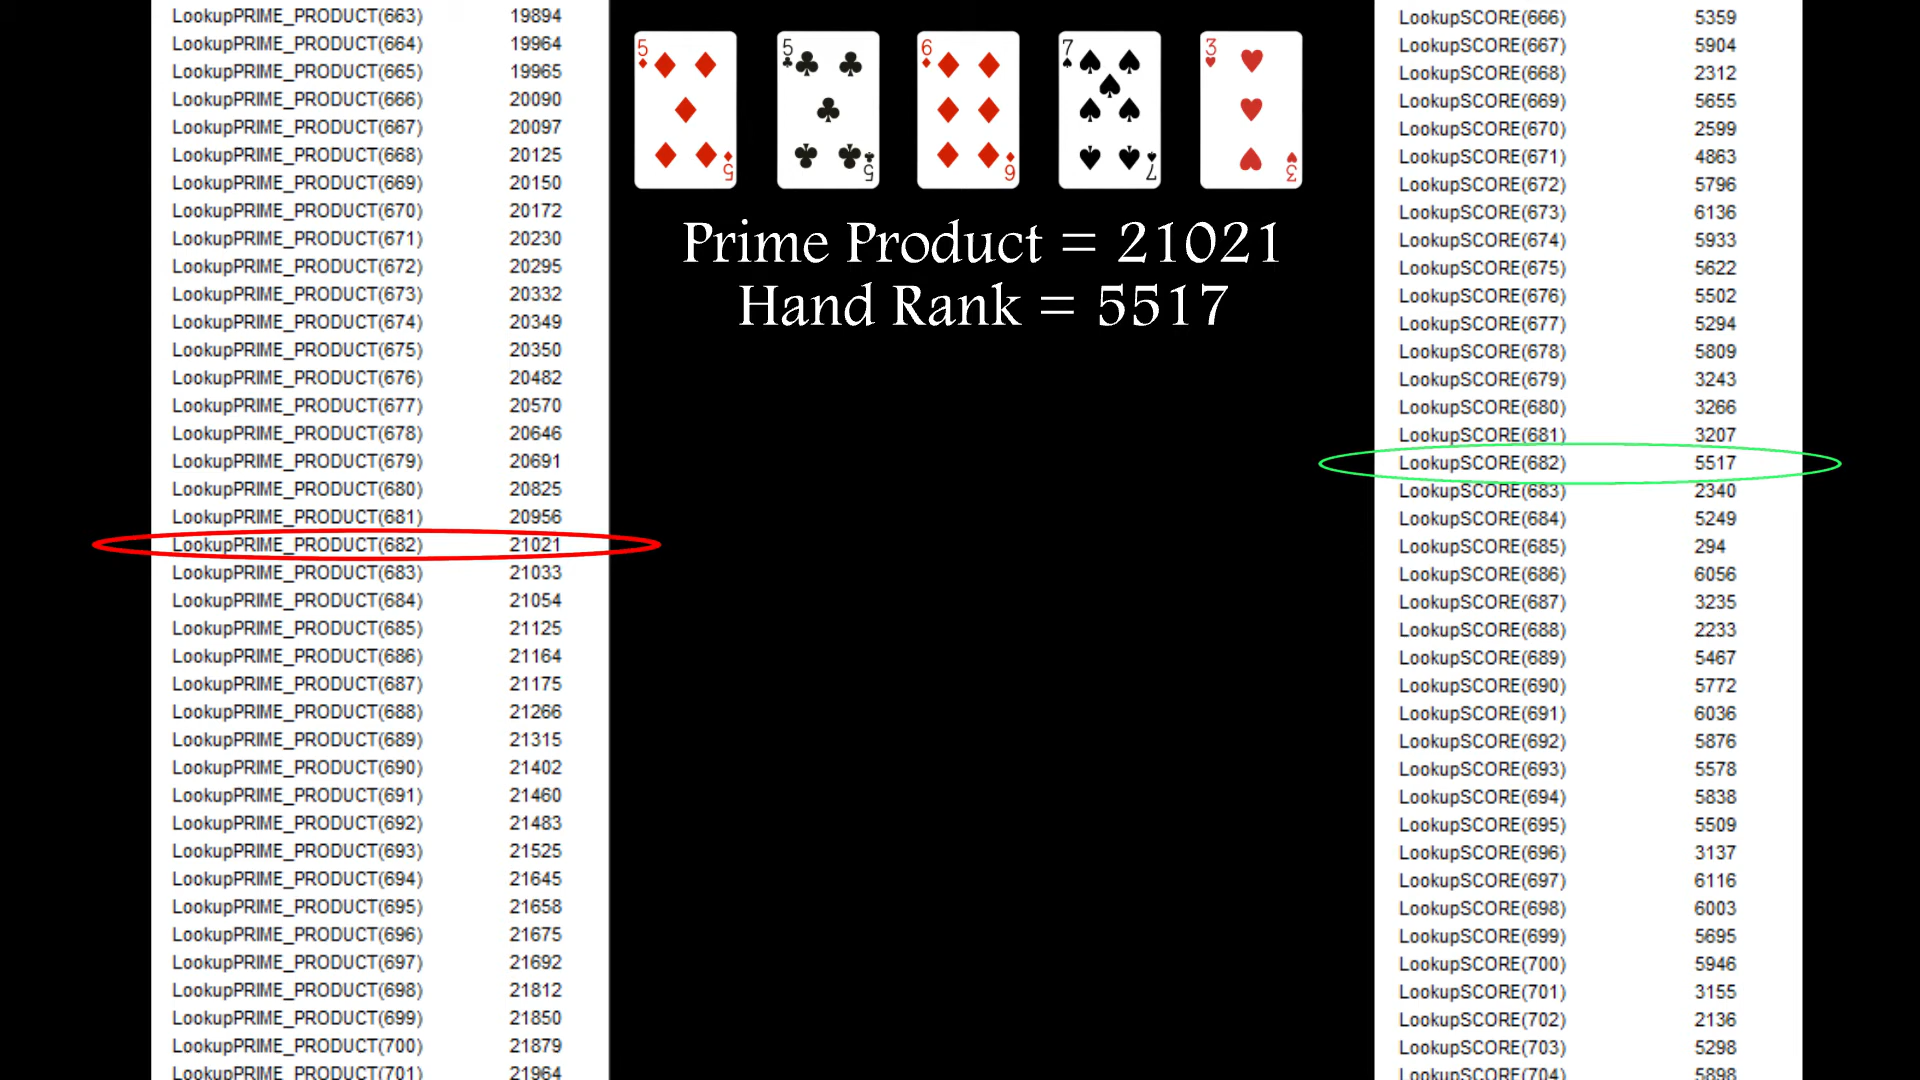 LookupPRIME_PRODUCT(663) 19894
LookupPRIME_PRODUCT(664) 19964
LookupPRIME_PRODUCT(665) 19965
LookupPRIME_PRODUCT(666) 20090
LookupPRIME_PRODUCT(667) 20097
LookupPRIME_PRODUCT(668) 20125
LookupPRIME_PRODUCT(669) 20150
LookupPRIME_PRODUCT(670) 20172
LookupPRIME_PRODUCT(671) 20230
LookupPRIME_PRODUCT(672) 20295
LookupPRIME_PRODUCT(673) 20332
LookupPRIME_PRODUCT(674) 20349
LookupPRIME_PRODUCT(675) 20350
LookupPRIME_PRODUCT(676) 20482
LookupPRIME_PRODUCT(677) 20570
LookupPRIME_PRODUCT(678) 20646
LookupPRIME_PRODUCT(679) 20691
LookupPRIME_PRODUCT(680) 20825
LookupPRIME_PRODUCT(681) 20956
LookupPRIME_PRODUCT(682) 21021
LookupPRIME_PRODUCT(683) 21033
LookupPRIME_PRODUCT(684) 21054
LookupPRIME_PRODUCT(685) 21125
LookupPRIME_PRODUCT(686) 21164
LookupPRIME_PRODUCT(687) 21175
LookupPRIME_PRODUCT(688) 21266
LookupPRIME_PRODUCT(689) 21315
LookupPRIME_PRODUCT(690) 21402
LookupPRIME_PRODUCT(691) 21460
LookupPRIME_PRODUCT(692) 21483
LookupPRIME_PRODUCT(693) 21525
LookupPRIME_PRODUCT(694) 21645
LookupPRIME_PRODUCT(695) 21658
LookupPRIME_PRODUCT(696) 21675
LookupPRIME_PRODUCT(697) 21692
LookupPRIME_PRODUCT(698) 21812
LookupPRIME_PRODUCT(699) 21850
LookupPRIME_PRODUCT(700) 21879
LookupPRIME_PRODUCT(701) 21964
5 5 6 7 3
5 5 6 7 3
Prime Product = 21021
Hand Rank = 5517
LookupSCORE(666) 5359
LookupSCORE(667) 5904
LookupSCORE(668) 2312
LookupSCORE(669) 5655
LookupSCORE(670) 2599
LookupSCORE(671) 4863
LookupSCORE(672) 5796
LookupSCORE(673) 6136
LookupSCORE(674) 5933
LookupSCORE(675) 5622
LookupSCORE(676) 5502
LookupSCORE(677) 5294
LookupSCORE(678) 5809
LookupSCORE(679) 3243
LookupSCORE(680) 3266
LookupSCORE(681) 3207
LookupSCORE(682) 5517
LookupSCORE(683) 2340
LookupSCORE(684) 5249
LookupSCORE(685) 294
LookupSCORE(686) 6056
LookupSCORE(687) 3235
LookupSCORE(688) 2233
LookupSCORE(689) 5467
LookupSCORE(690) 5772
LookupSCORE(691) 6036
LookupSCORE(692) 5876
LookupSCORE(693) 5578
LookupSCORE(694) 5838
LookupSCORE(695) 5509
LookupSCORE(696) 3137
LookupSCORE(697) 6116
LookupSCORE(698) 6003
LookupSCORE(699) 5695
LookupSCORE(700) 5946
LookupSCORE(701) 3155
LookupSCORE(702) 2136
LookupSCORE(703) 5298
LookupSCORE(704) 5898